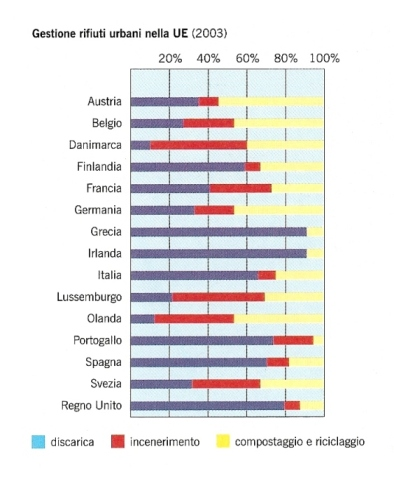 Gestione rifiuti urbani nella UE (2003)
20% 40% 60% 80% 100%
Austria
Belgio
Danimarca
Finlandia
Francia
Germania
Grecia
Irlanda
Italia
Lussemburgo
Olanda
Portogallo
Spagna
Svezia
Regno Unito
discarica incenerimento compostaggio e riciclaggio